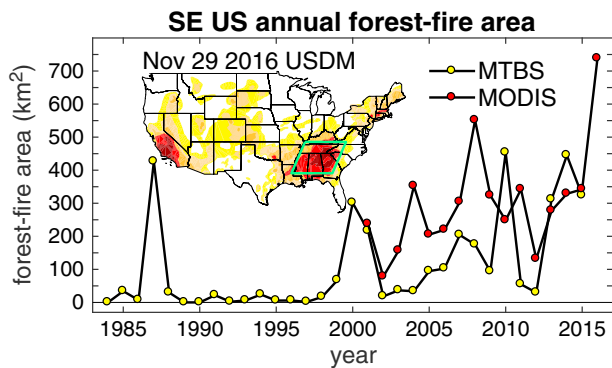 SE US annual forest-fire area
Nov 29 2016 USDM
MTBS
MODIS
forest-fire area (km²)
700
600
500
400
300
200
100
0
1985 1990 1995 2000 2005 2010 2015
year